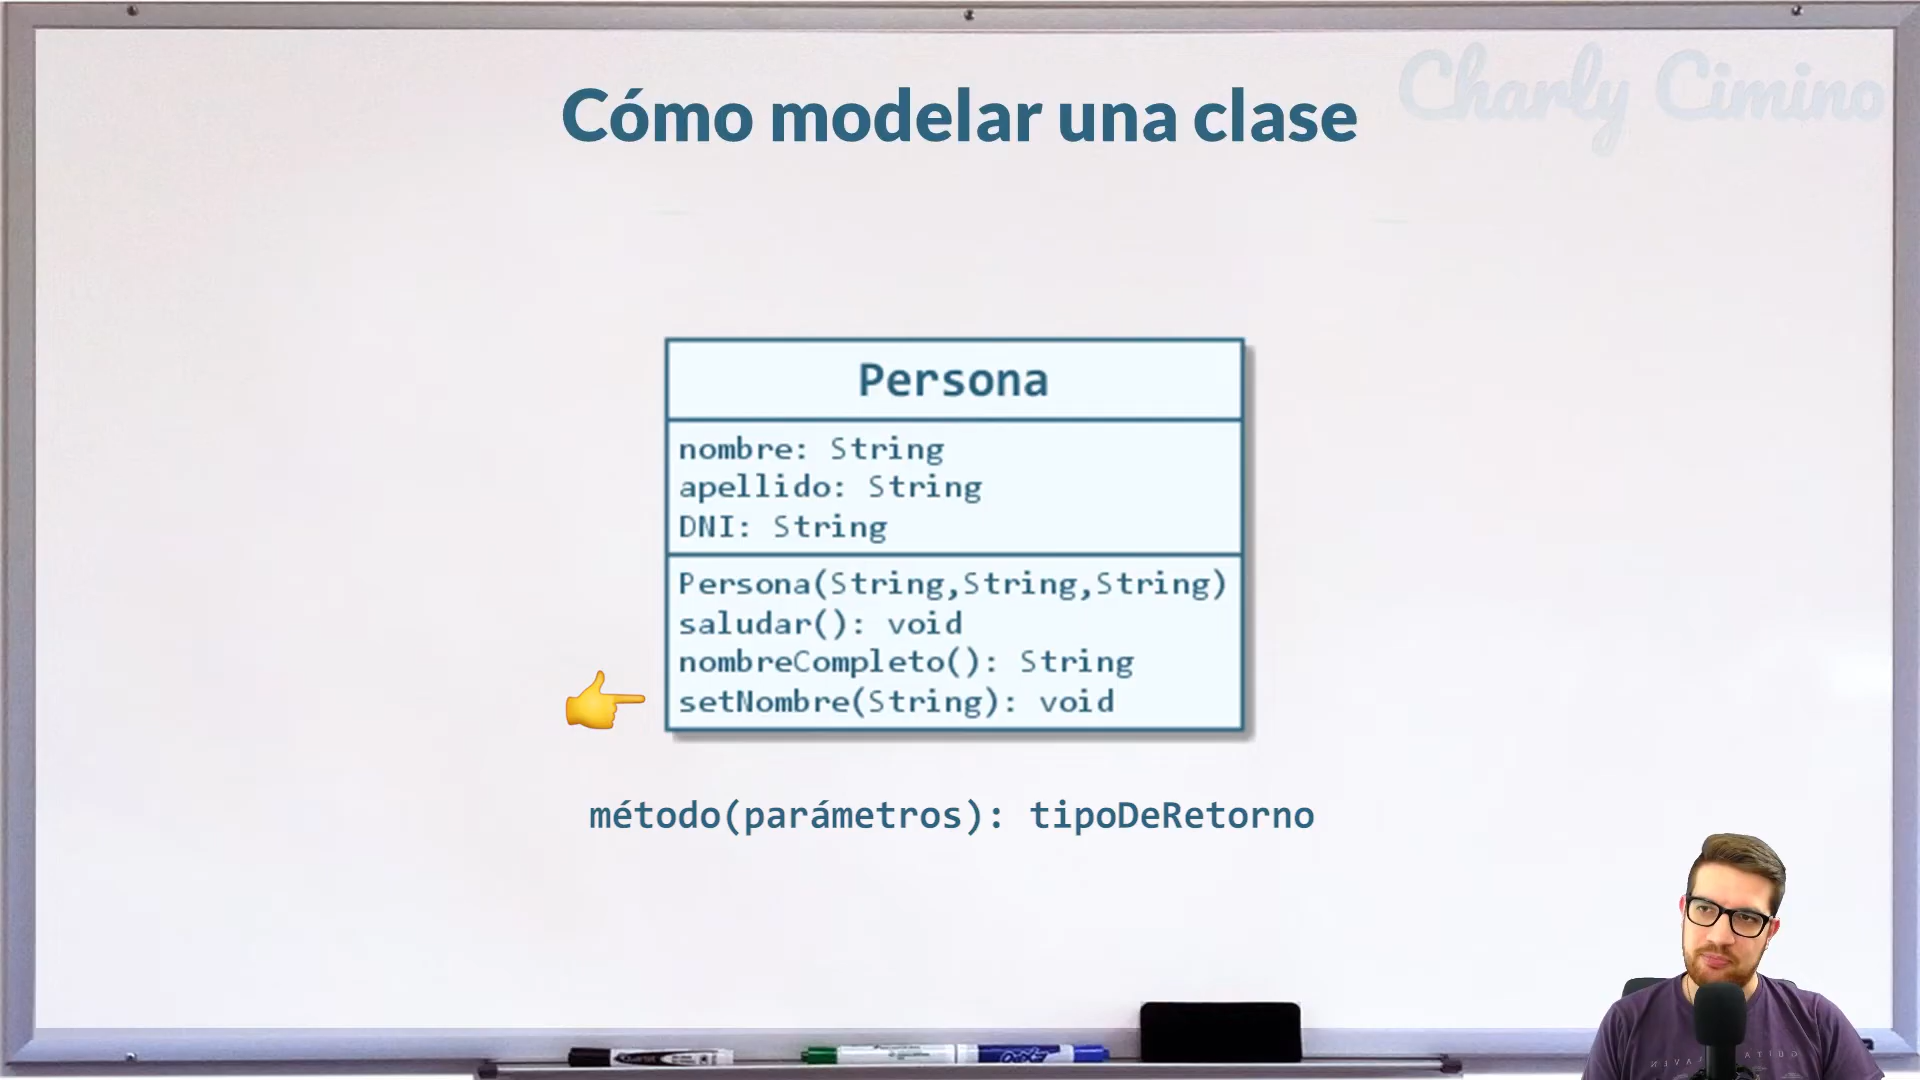 Charly Cimino
Cómo modelar una clase
Persona
nombre: String
apellido: String
DNI: String
Persona(String,String,String)
saludar(): void
nombreCompleto(): String
setNombre(String): void
método(parámetros): tipoDeRetorno